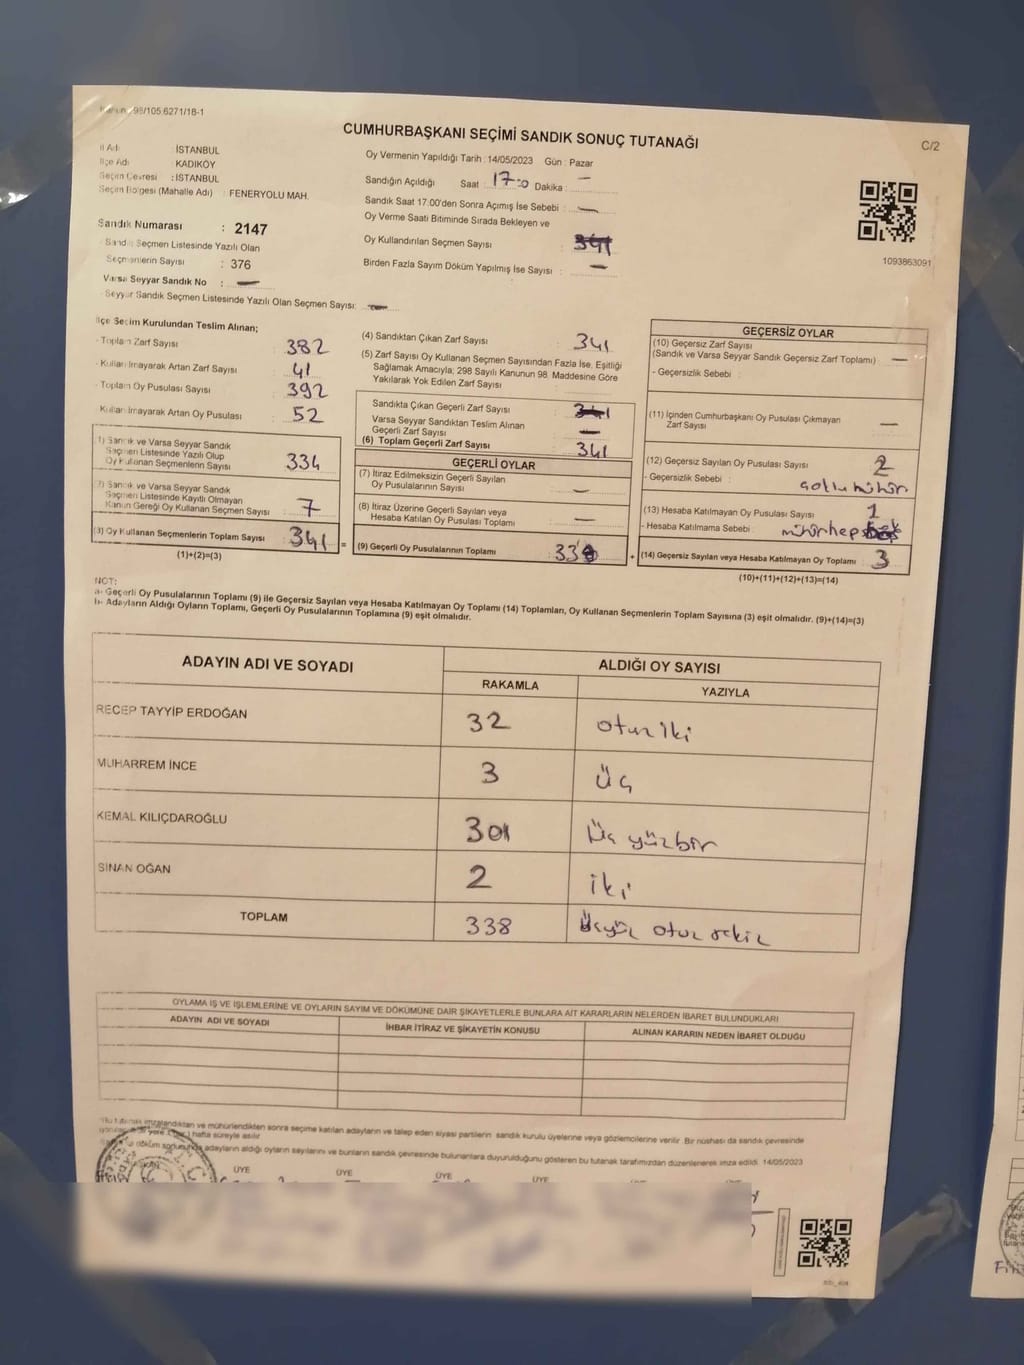 98/105.6271/18-1
CUMHURBAŞKANI SEÇİMİ SANDIK SONUÇ TUTANAĞI
C/2
İl Adı : İSTANBUL
İlçe Adı : KADIKÖY
Seçim Çevresi : İSTANBUL
Seçim Bölgesi (Mahalle Adı) : FENERYOLU MAH.
Sandık Numarası : 2147
Sandık Seçmen Listesinde Yazılı Olan
Seçmenlerin Sayısı : 376
Varsa Seyyar Sandık No : —
Seyyar Sandık Seçmen Listesinde Yazılı Olan Seçmen Sayısı: —
Oy Vermenin Yapıldığı Tarih : 14/05/2023 Gün : Pazar
Sandığın Açıldığı Saat : 17:0 Dakika : —
Sandık Saat 17.00'den Sonra Açımış İse Sebebi : —
Oy Verme Saati Bitiminde Sırada Bekleyen ve
Oy Kullandırılan Seçmen Sayısı :
Birden Fazla Sayım Döküm Yapılmış İse Sayısı : —
1093863091
İlçe Seçim Kurulundan Teslim Alınan;
- Toplam Zarf Sayısı : 382
- Kullanılmayarak Artan Zarf Sayısı : 41
- Toplam Oy Pusulası Sayısı : 392
- Kullanılmayarak Artan Oy Pusulası : 52
(1) Sandık ve Varsa Seyyar Sandık
Seçmen Listesinde Yazılı Olup
Oy Kullanan Seçmenlerin Sayısı : 334
(2) Sandık ve Varsa Seyyar Sandık
Seçmen Listesinde Kayıtlı Olmayan
Kanun Gereği Oy Kullanan Seçmen Sayısı : 7
(3) Oy Kullanan Seçmenlerin Toplam Sayısı : 341
(1)+(2)=(3)
(4) Sandıktan Çıkan Zarf Sayısı : 341
(5) Zarf Sayısı Oy Kullanan Seçmen Sayısından Fazla İse, Eşitliği
Sağlamak Amacıyla; 298 Sayılı Kanunun 98. Maddesine Göre
Yakılarak Yok Edilen Zarf Sayısı :
Sandıkta Çıkan Geçerli Zarf Sayısı :
Varsa Seyyar Sandıktan Teslim Alınan
Geçerli Zarf Sayısı : —
(6) Toplam Geçerli Zarf Sayısı : 341
GEÇERLİ OYLAR
(7) İtiraz Edilmeksizin Geçerli Sayılan
Oy Pusulalarının Sayısı : —
(8) İtiraz Üzerine Geçerli Sayılan veya
Hesaba Katılan Oy Pusulası Toplamı : —
= (9) Geçerli Oy Pusulalarının Toplamı : 338
GEÇERSİZ OYLAR
(10) Geçersiz Zarf Sayısı
(Sandık ve Varsa Seyyar Sandık Geçersiz Zarf Toplamı) : —
- Geçersizlik Sebebi :
(11) İçinden Cumhurbaşkanı Oy Pusulası Çıkmayan
Zarf Sayısı : —
(12) Geçersiz Sayılan Oy Pusulası Sayısı : 2
- Geçersizlik Sebebi :
(13) Hesaba Katılmayan Oy Pusulası Sayısı : 1
- Hesaba Katılmama Sebebi :
+ (14) Geçersiz Sayılan veya Hesaba Katılmayan Oy Toplamı : 3
(10)+(11)+(12)+(13)=(14)
NOT:
a- Geçerli Oy Pusulalarının Toplamı (9) ile Geçersiz Sayılan veya Hesaba Katılmayan Oy Toplamı (14) Toplamları, Oy Kullanan Seçmenlerin Toplam Sayısına (3) eşit olmalıdır. (9)+(14)=(3)
b- Adayların Aldığı Oyların Toplamı, Geçerli Oy Pusulalarının Toplamına (9) eşit olmalıdır.
ADAYIN ADI VE SOYADI
ALDIĞI OY SAYISI
RAKAMLA YAZIYLA
RECEP TAYYİP ERDOĞAN 32 otuz iki
MUHARREM İNCE 3 üç
KEMAL KILIÇDAROĞLU 301 üç yüzbir
SİNAN OĞAN 2 iki
TOPLAM 338 üçyüz otuz sekiz
OYLAMA İŞ VE İŞLEMLERİNE VE OYLARIN SAYIM VE DÖKÜMÜNE DAİR ŞİKAYETLERLE BUNLARA AİT KARARLARIN NELERDEN İBARET BULUNDUKLARI
ADAYIN ADI VE SOYADI İHBAR İTİRAZ VE ŞİKAYETİN KONUSU ALINAN KARARIN NEDEN İBARET OLDUĞU
Bu tutanak imzalandıktan ve mühürlendikten sonra seçime katılan adayların ve talep eden siyasi partilerin sandık kurulu üyelerine veya gözlemcilerine verilir. Bir nüshası da sandık çevresinde
hafta süreyle asılır.
döküm adayların aldığı oyların sayılarını ve bunların sandık çevresinde bulunanlara duyurulduğunu gösteren bu tutanak tarafımızdan düzenlenerek imza edildi. 14/05/2023
ÜYE ÜYE ÜYE ÜYE